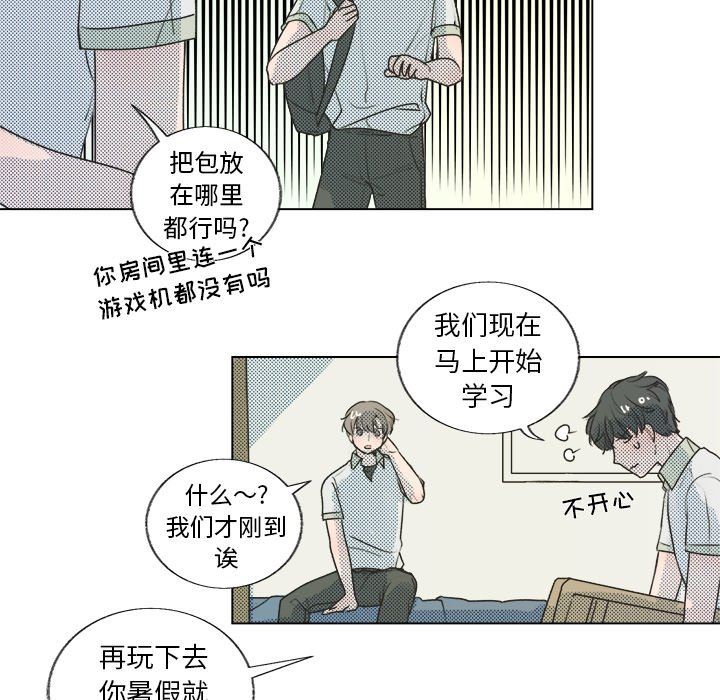 把包放
在哪里
都行吗?
你房间里连一个
游戏机都没有吗
我们现在
马上开始
学习
什么～?
我们才刚到
诶
不开心
再玩下去
你暑假就